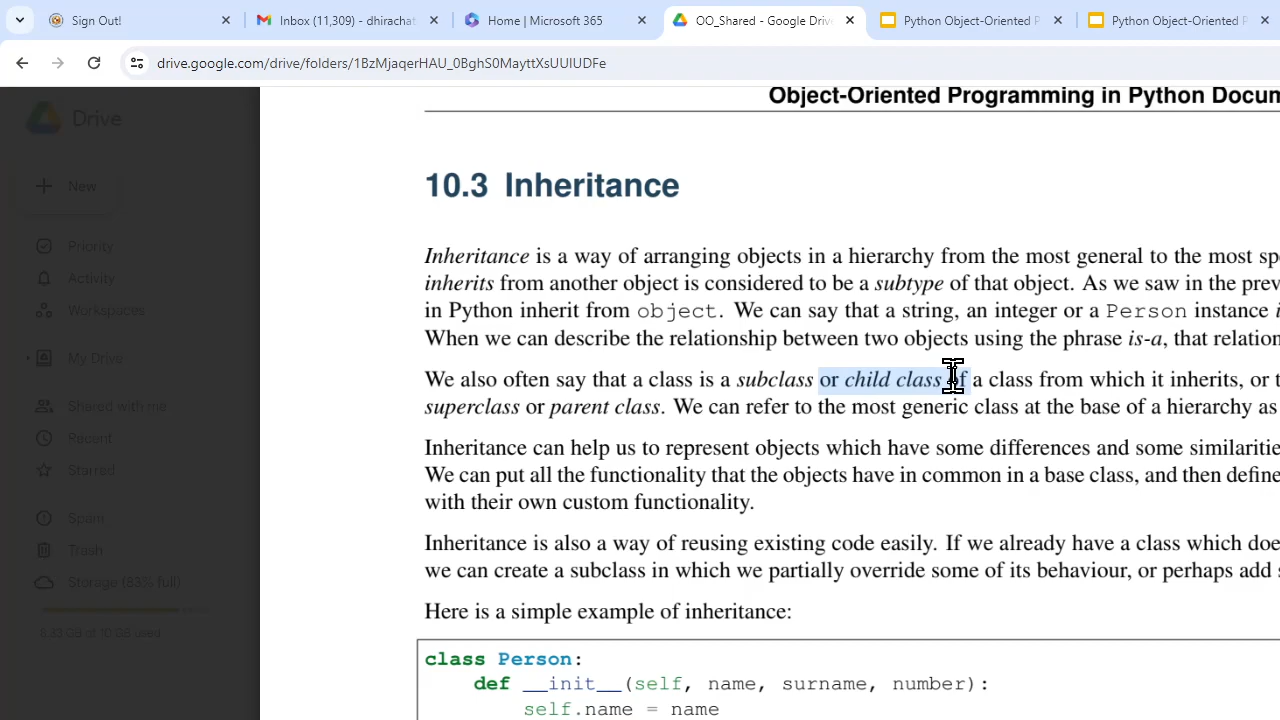 Sign Out!
Inbox (11,309) - dhiramat
Home | Microsoft 365
OO_Shared - Google Driv
Python Object-Oriented P
Python Object-Oriented P
drive.google.com/drive/folders/1BzMjaqerHAU_0BghS0MayttXsUUlUDFe
Drive
New
Priority
Activity
Workspaces
My Drive
Shared with me
Recent
Starred
Spam
Trash
Storage (83% full)
8.33 GB of 10 GB used
Object-Oriented Programming in Python Docum
10.3 Inheritance
Inheritance is a way of arranging objects in a hierarchy from the most general to the most spe
inherits from another object is considered to be a subtype of that object. As we saw in the prev
in Python inherit from object. We can say that a string, an integer or a Person instance i
When we can describe the relationship between two objects using the phrase is-a, that relation
We also often say that a class is a subclass or child class of a class from which it inherits, or t
superclass or parent class. We can refer to the most generic class at the base of a hierarchy as
Inheritance can help us to represent objects which have some differences and some similaritie
We can put all the functionality that the objects have in common in a base class, and then define
with their own custom functionality.
Inheritance is also a way of reusing existing code easily. If we already have a class which doe
we can create a subclass in which we partially override some of its behaviour, or perhaps add s
Here is a simple example of inheritance:
class Person:
def __init__(self, name, surname, number):
self.name = name